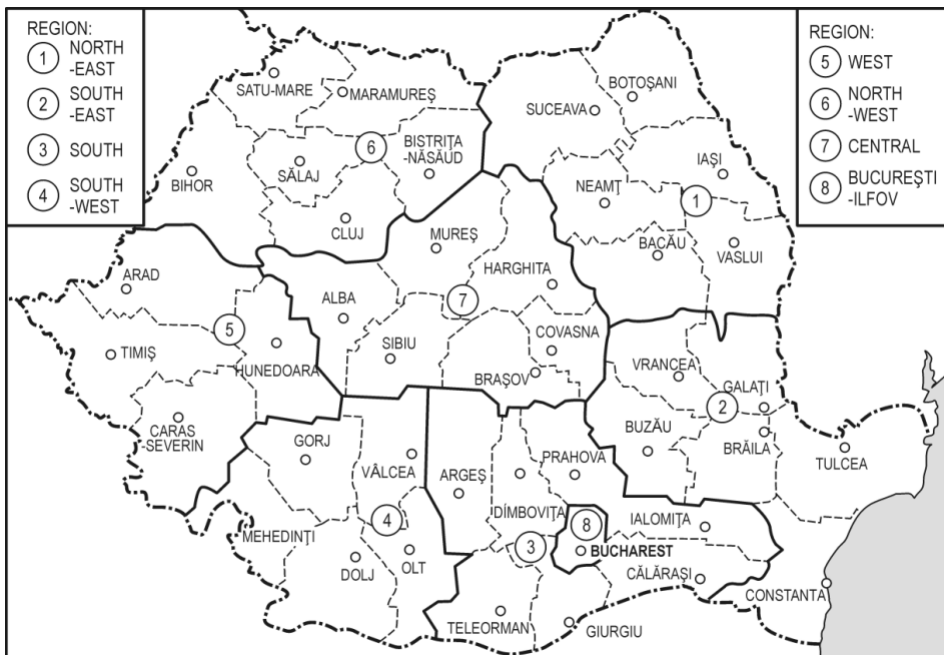 REGION:
1 NORTH
-EAST
2 SOUTH
-EAST
3 SOUTH
4 SOUTH
-WEST
REGION:
5 WEST
6 NORTH
-WEST
7 CENTRAL
8 BUCUREŞTI
-ILFOV
SATU-MARE
MARAMUREŞ
BOTOŞANI
SUCEAVA
6
BISTRIŢA
-NĂSĂUD
SĂLAJ
BIHOR
IAŞI
NEAMŢ
1
CLUJ
MUREŞ
BACĂU
VASLUI
HARGHITA
ARAD
ALBA
7
5
TIMIŞ
SIBIU
COVASNA
HUNEDOARA
BRAŞOV
VRANCEA
GALAŢI
2
CARAS
-SEVERIN
GORJ
BUZĂU
BRĂILA
TULCEA
VÂLCEA
ARGEŞ
PRAHOVA
DÍMBOVIŢA
4
8
IALOMIŢA
MEHEDINŢI
3
BUCHAREST
DOLJ
OLT
CĂLĂRAŞI
CONSTANTA
TELEORMAN
GIURGIU